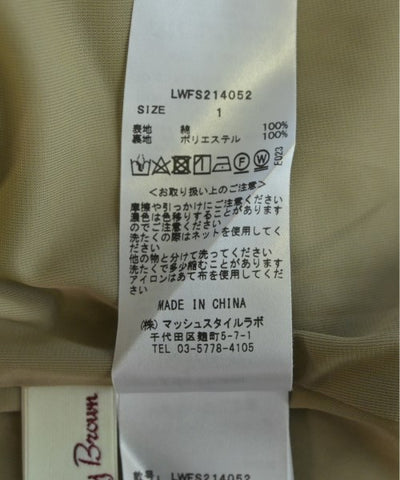 LWFS214052
SIZE 1
表地 綿 100%
裏地 ポリエステル 100%
F W
E023
<お取り扱い上のご注意>
摩擦や引っかけにご注意ください
濃色は色移りすることがあります
のでご注意ください
洗たくの際はネットを使用してく
ださい
他の物と分けて洗ってください
洗たくで多少縮むことがあります
アイロンはあて布を使用してくだ
さい
MADE IN CHINA
(株) マッシュスタイルラボ
千代田区麹町5-7-1
TEL 03-5778-4105
Brown
LWFS214052